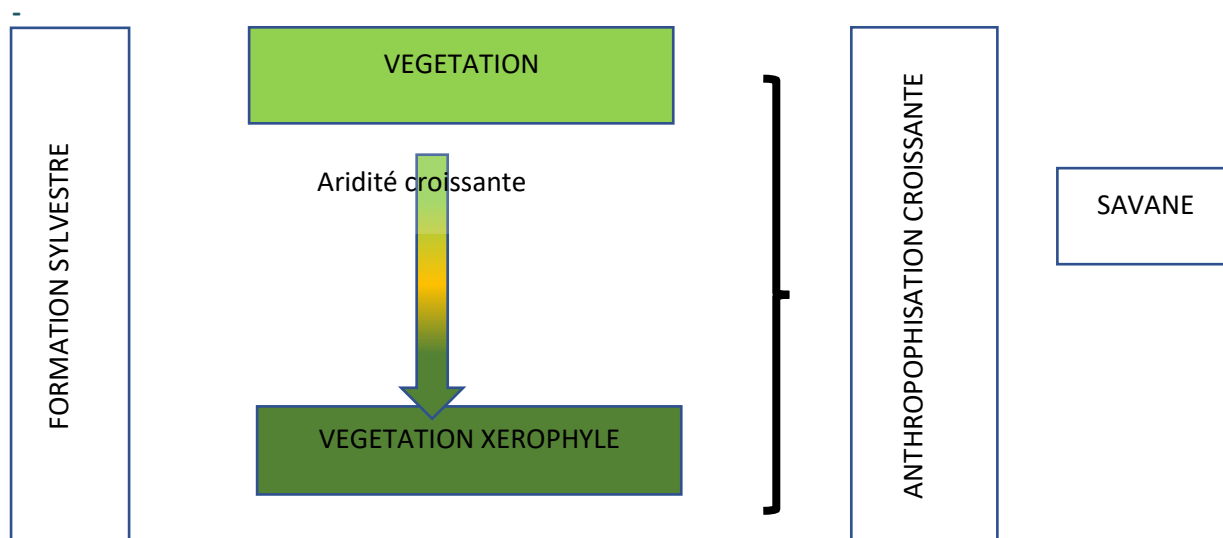 -
FORMATION SYLVESTRE
VEGETATION
Aridité croissante
VEGETATION XEROPHYLE
ANTHROPOPHISATION CROISSANTE
SAVANE